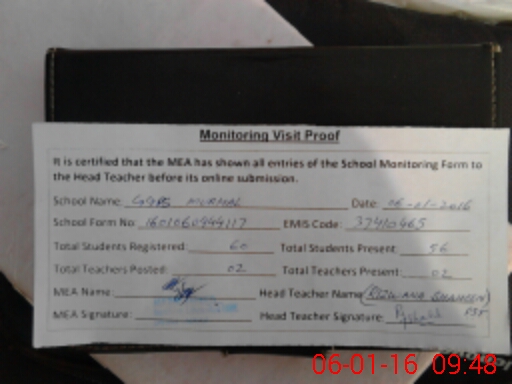 Monitoring Visit Proof
It is certified that the MEA has shown all entries of the School Monitoring Form to
the Head Teacher before its online submission.
School Name: GGPS Date: 06-01-2016
School Form No: 1601060944117 EMIS Code: 37410465
Total Students Registered: 60 Total Students Present: 56
Total Teachers Posted: 02 Total Teachers Present: 02
MEA Name: Head Teacher Name
MEA Signature: Head Teacher Signature: PST
06-01-16 09:48